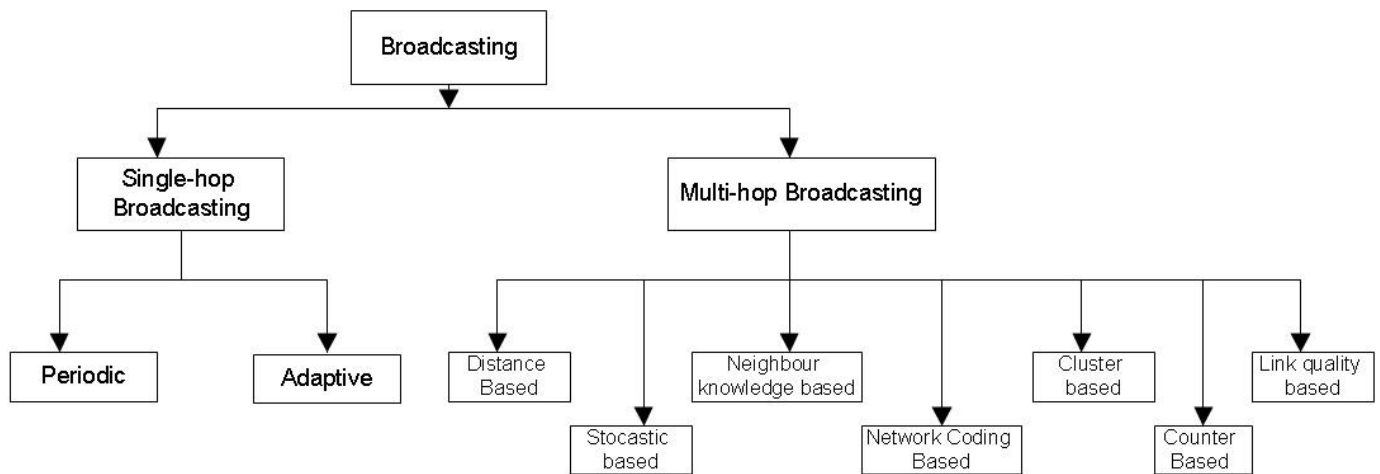 Broadcasting
Single-hop
Broadcasting
Multi-hop Broadcasting
Periodic
Adaptive
Distance
Based
Neighbour
knowledge based
Cluster
based
Link quality
based
Stocastic
based
Network Coding
Based
Counter
Based